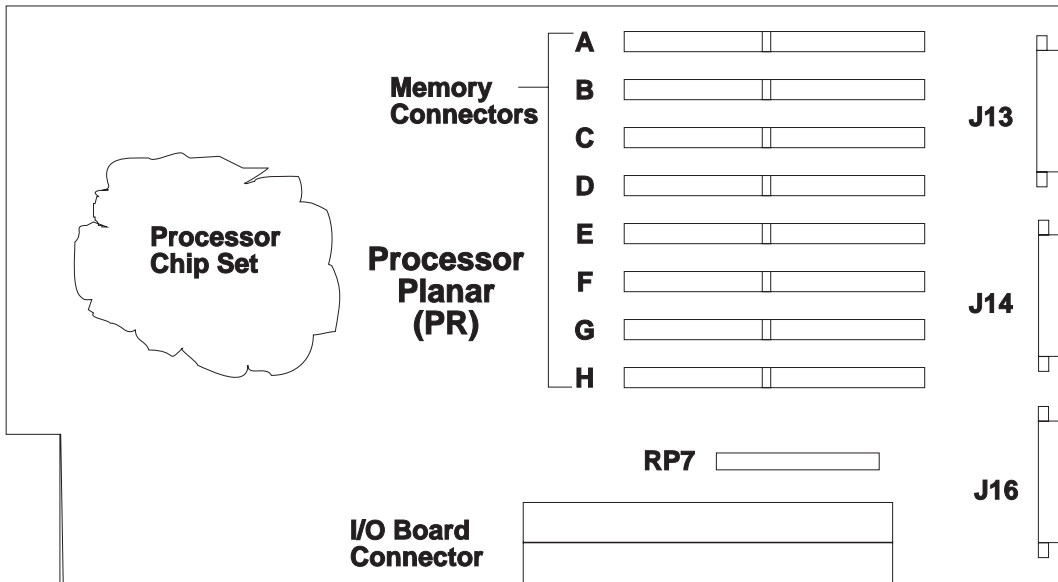 A
Memory
Connectors
B
C
J13
D
E
Processor
Chip Set
Processor
Planar
(PR)
F
J14
G
H
RP7
J16
I/O Board
Connector